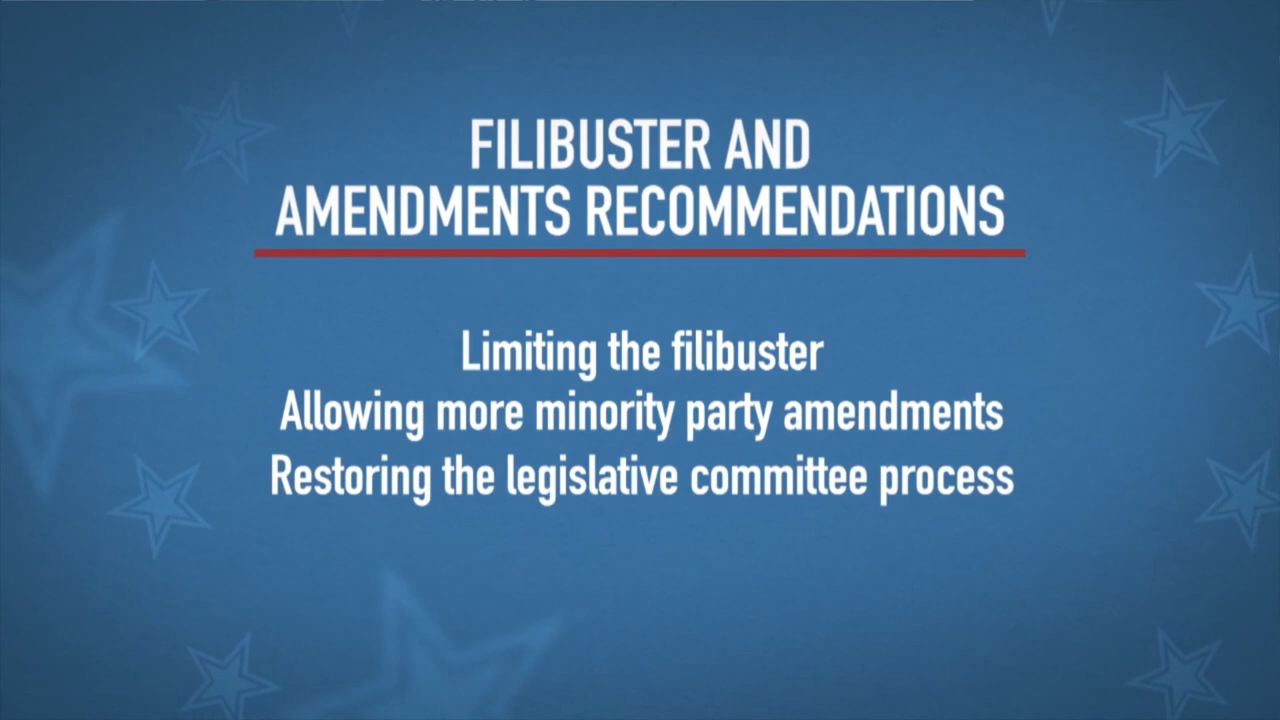 FILIBUSTER AND
AMENDMENTS RECOMMENDATIONS
Limiting the filibuster
Allowing more minority party amendments
Restoring the legislative committee process